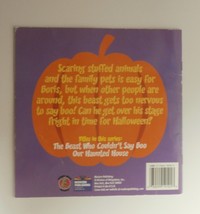 Scaring stuffed animals
and the family pets is easy for
Boris, but when other people are
around, this beast gets too nervous
to say boo! Can he get over his stage
fright in time for Halloween?
Titles in this series:
The Beast Who Couldn't Say Boo
Our Haunted House